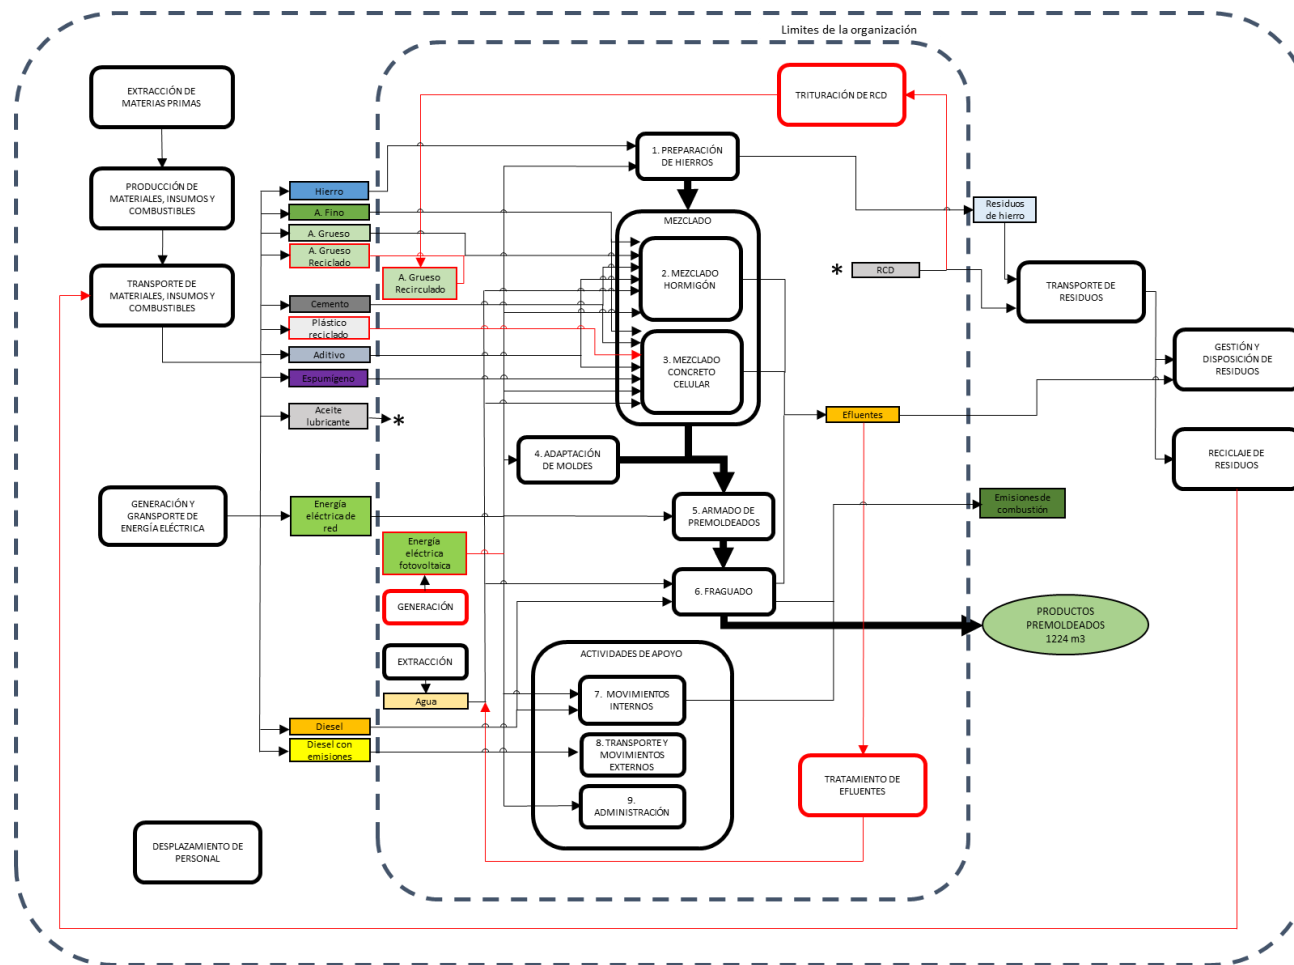 Limites de la organización
EXTRACCIÓN DE
MATERIAS PRIMAS
TRITURACIÓN DE RCD
1. PREPARACIÓN
DE HIERROS
PRODUCCIÓN DE
MATERIALES, INSUMOS Y
COMBUSTIBLES
Hierro
A. Fino
A. Grueso
A. Grueso
Reciclado
A. Grueso
Recirculado
MEZCLADO
2. MEZCLADO
HORMIGÓN
Residuos
de hierro
*
RCD
TRANSPORTE DE
RESIDUOS
TRANSPORTE DE
MATERIALES, INSUMOS Y
COMBUSTIBLES
Cemento
Plástico
reciclado
Aditivo
Espumigeno
Aceite
lubricante
*
3. MEZCLADO
CONCRETO
CELULAR
GESTIÓN Y
DISPOSICIÓN DE
RESIDUOS
Efluentes
4. ADAPTACIÓN
DE MOLDES
RECICLAJE DE
RESIDUOS
GENERACIÓN Y
GRANSPORTE DE
ENERGÍA ELÉCTRICA
Energía
eléctrica de
red
5. ARMADO DE
PREMOLDEADOS
Emisiones de
combustión
Energía
eléctrica
fotovoltaica
GENERACIÓN
6. FRAGUADO
PRODUCTOS
PREMOLDEADOS
1224 m3
EXTRACCIÓN
Agua
ACTIVIDADES DE APOYO
7. MOVIMIENTOS
INTERNOS
Diesel
Diesel con
emisiones
8. TRANSPORTE Y
MOVIMIENTOS
EXTERNOS
9.
ADMINISTRACIÓN
TRATAMIENTO DE
EFLUENTES
DESPLAZAMIENTO DE
PERSONAL